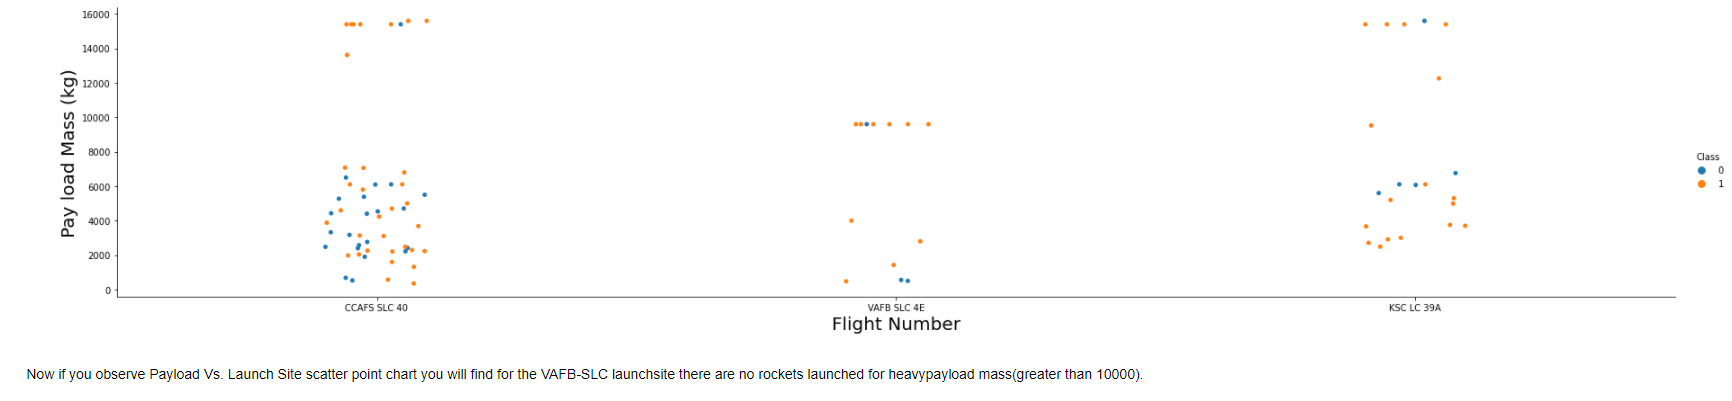 16000
14000
12000
10000
8000
6000
4000
2000
0
Pay load Mass (kg)
CCAFS SLC 40
VAFB SLC 4E
KSC LC 39A
Flight Number
Class
0
1
Now if you observe Payload Vs. Launch Site scatter point chart you will find for the VAFB-SLC launchsite there are no rockets launched for heavypayload mass(greater than 10000).